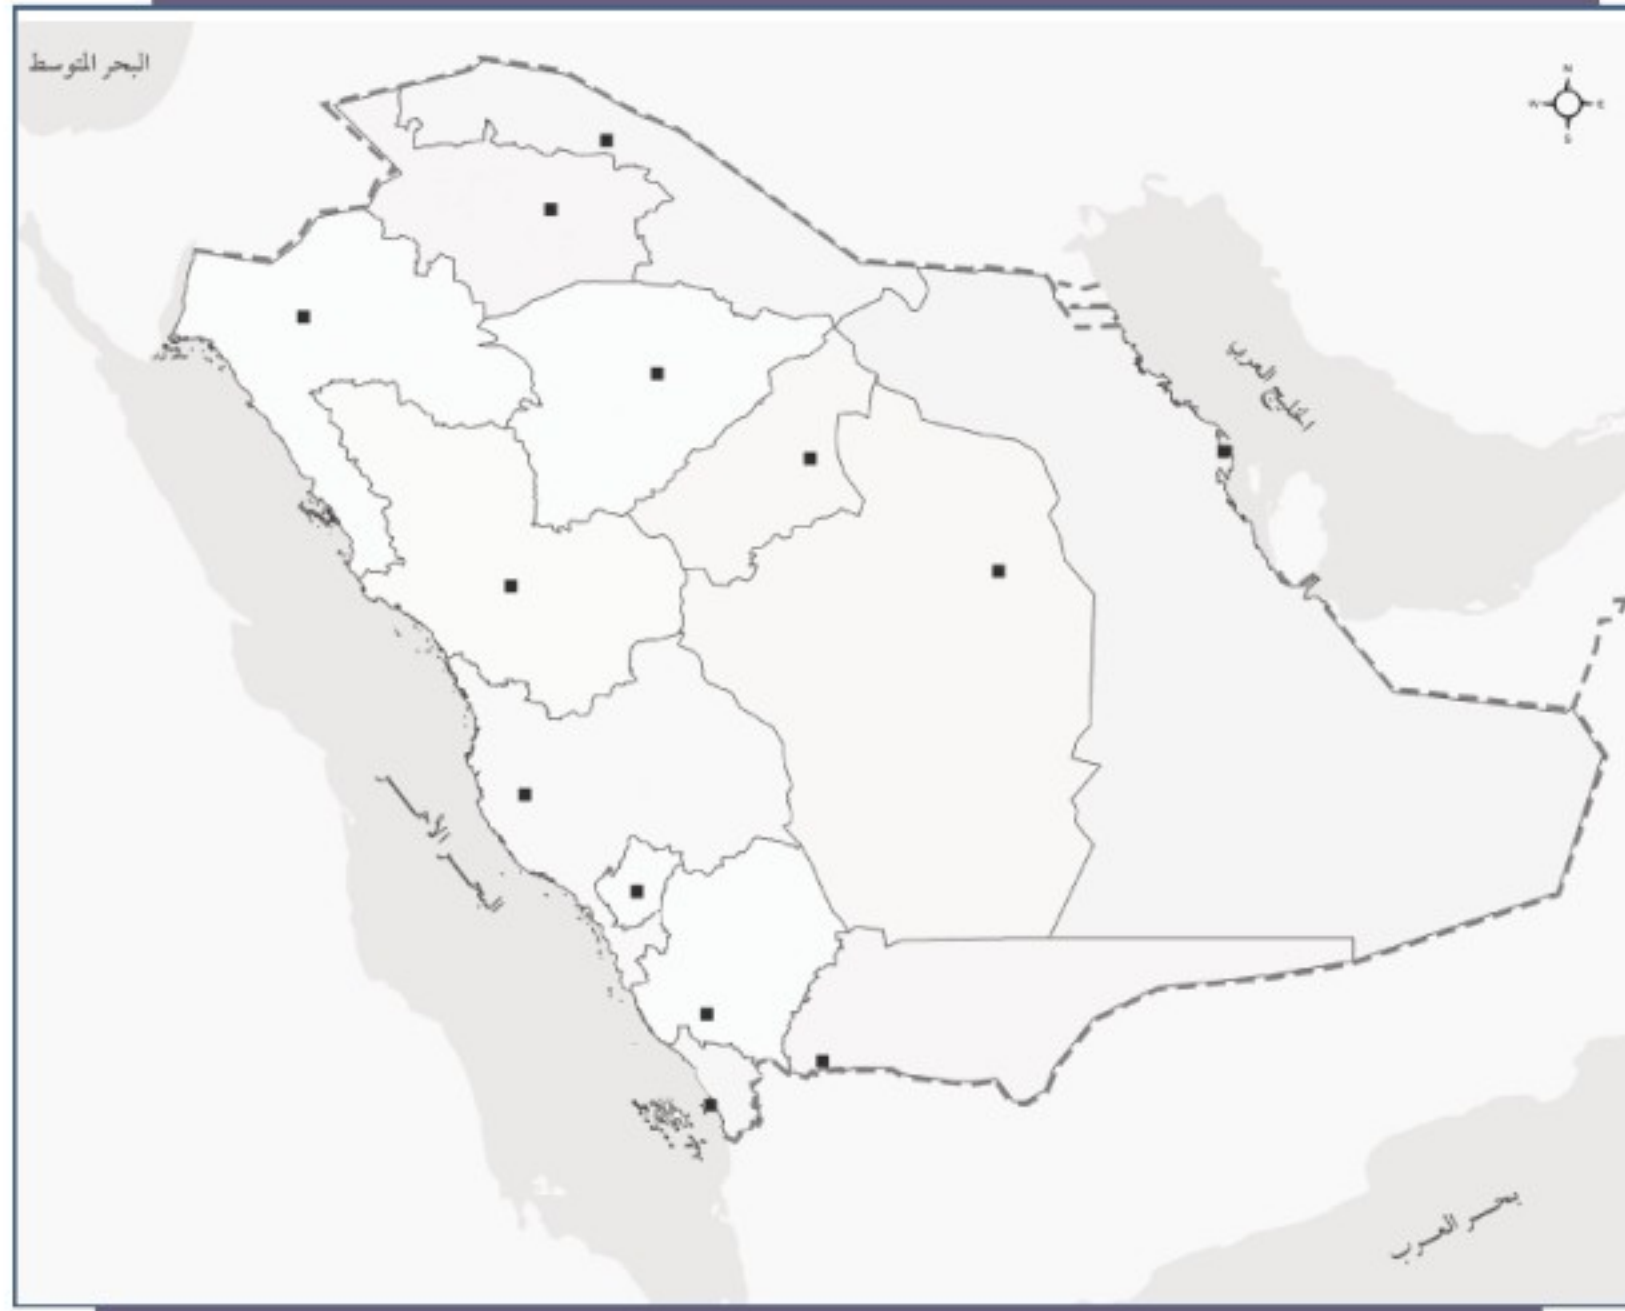 البحر المتوسط
N
W E
S
الخليج العربي
البحر الأحمر
بحر العرب